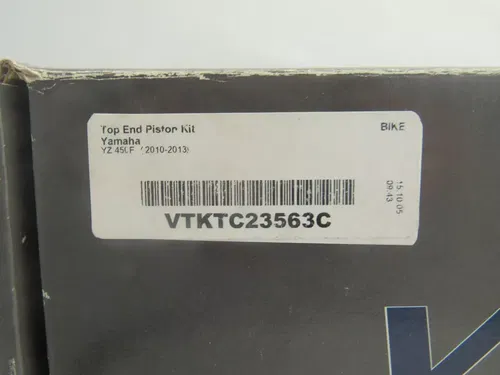 Top End Piston Kit
Yamaha
YZ 450F ( 2010-2013)
BIKE
15.10.05
09:43
VTKTC23563C
K